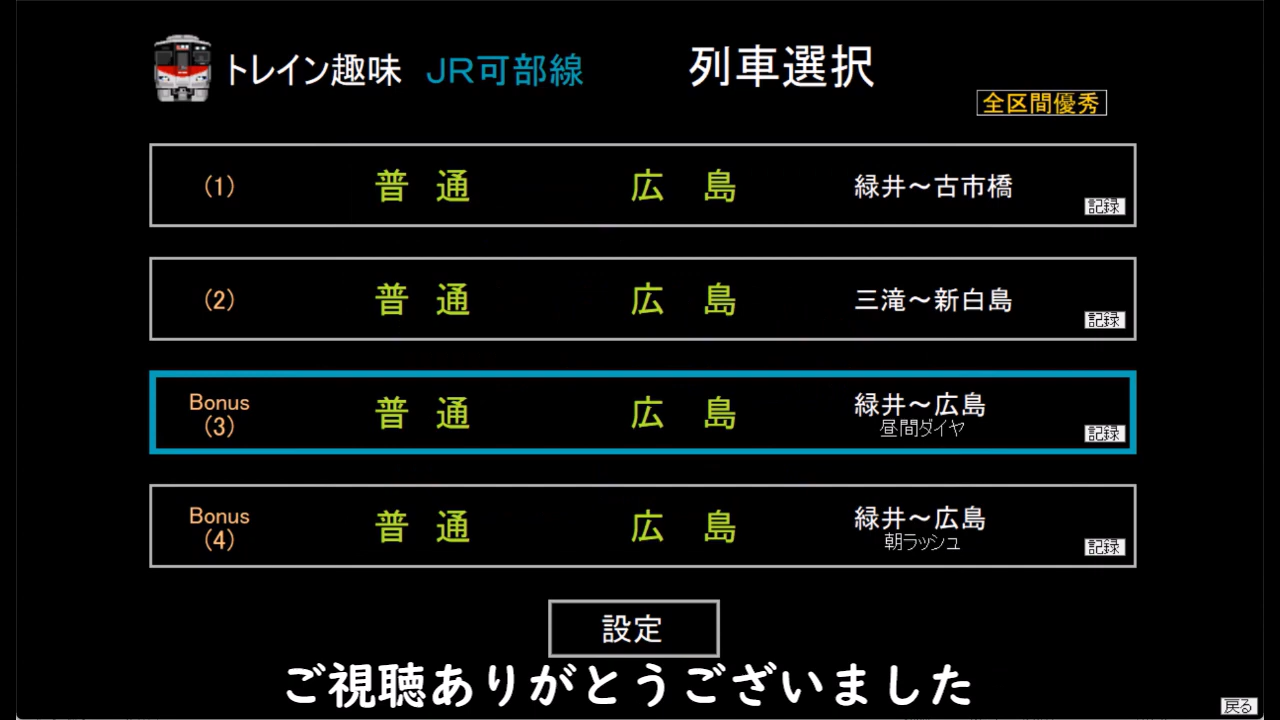 トレイン趣味 JR可部線 列車選択
全区間優秀
(1) 普通 広島 緑井～古市橋
記録
(2) 普通 広島 三滝～新白島
記録
Bonus
(3) 普通 広島 緑井～広島
昼間ダイヤ
記録
Bonus
(4) 普通 広島 緑井～広島
朝ラッシュ
記録
設定
ご視聴ありがとうございました
戻る